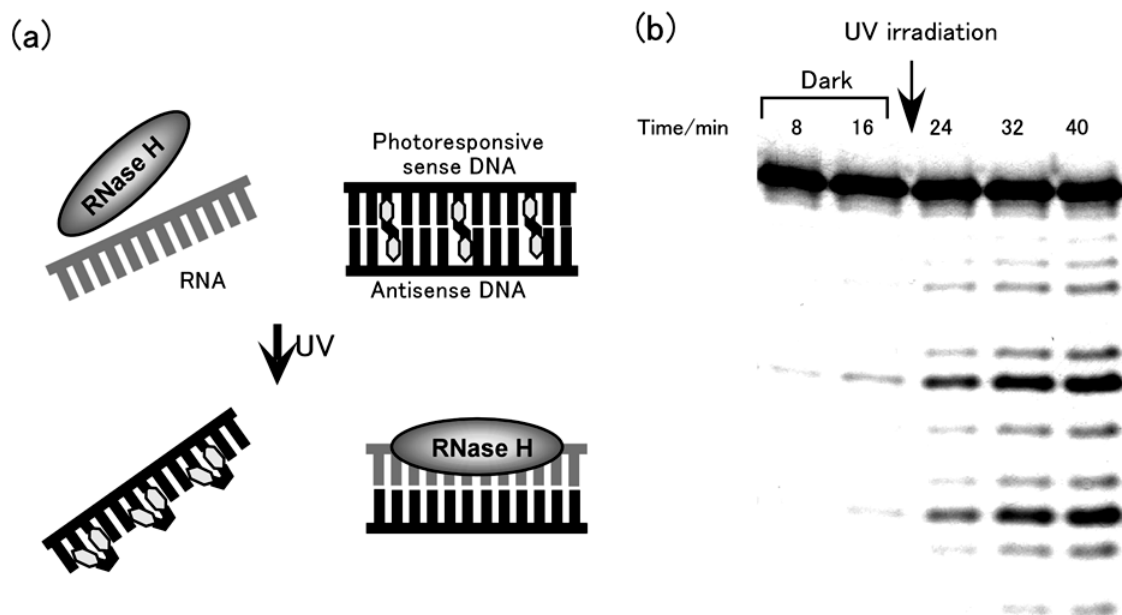 (a)
RNase H
RNA
Photoresponsive
sense DNA
Antisense DNA
UV
RNase H
(b)
UV irradiation
Dark
Time/min 8 16 24 32 40